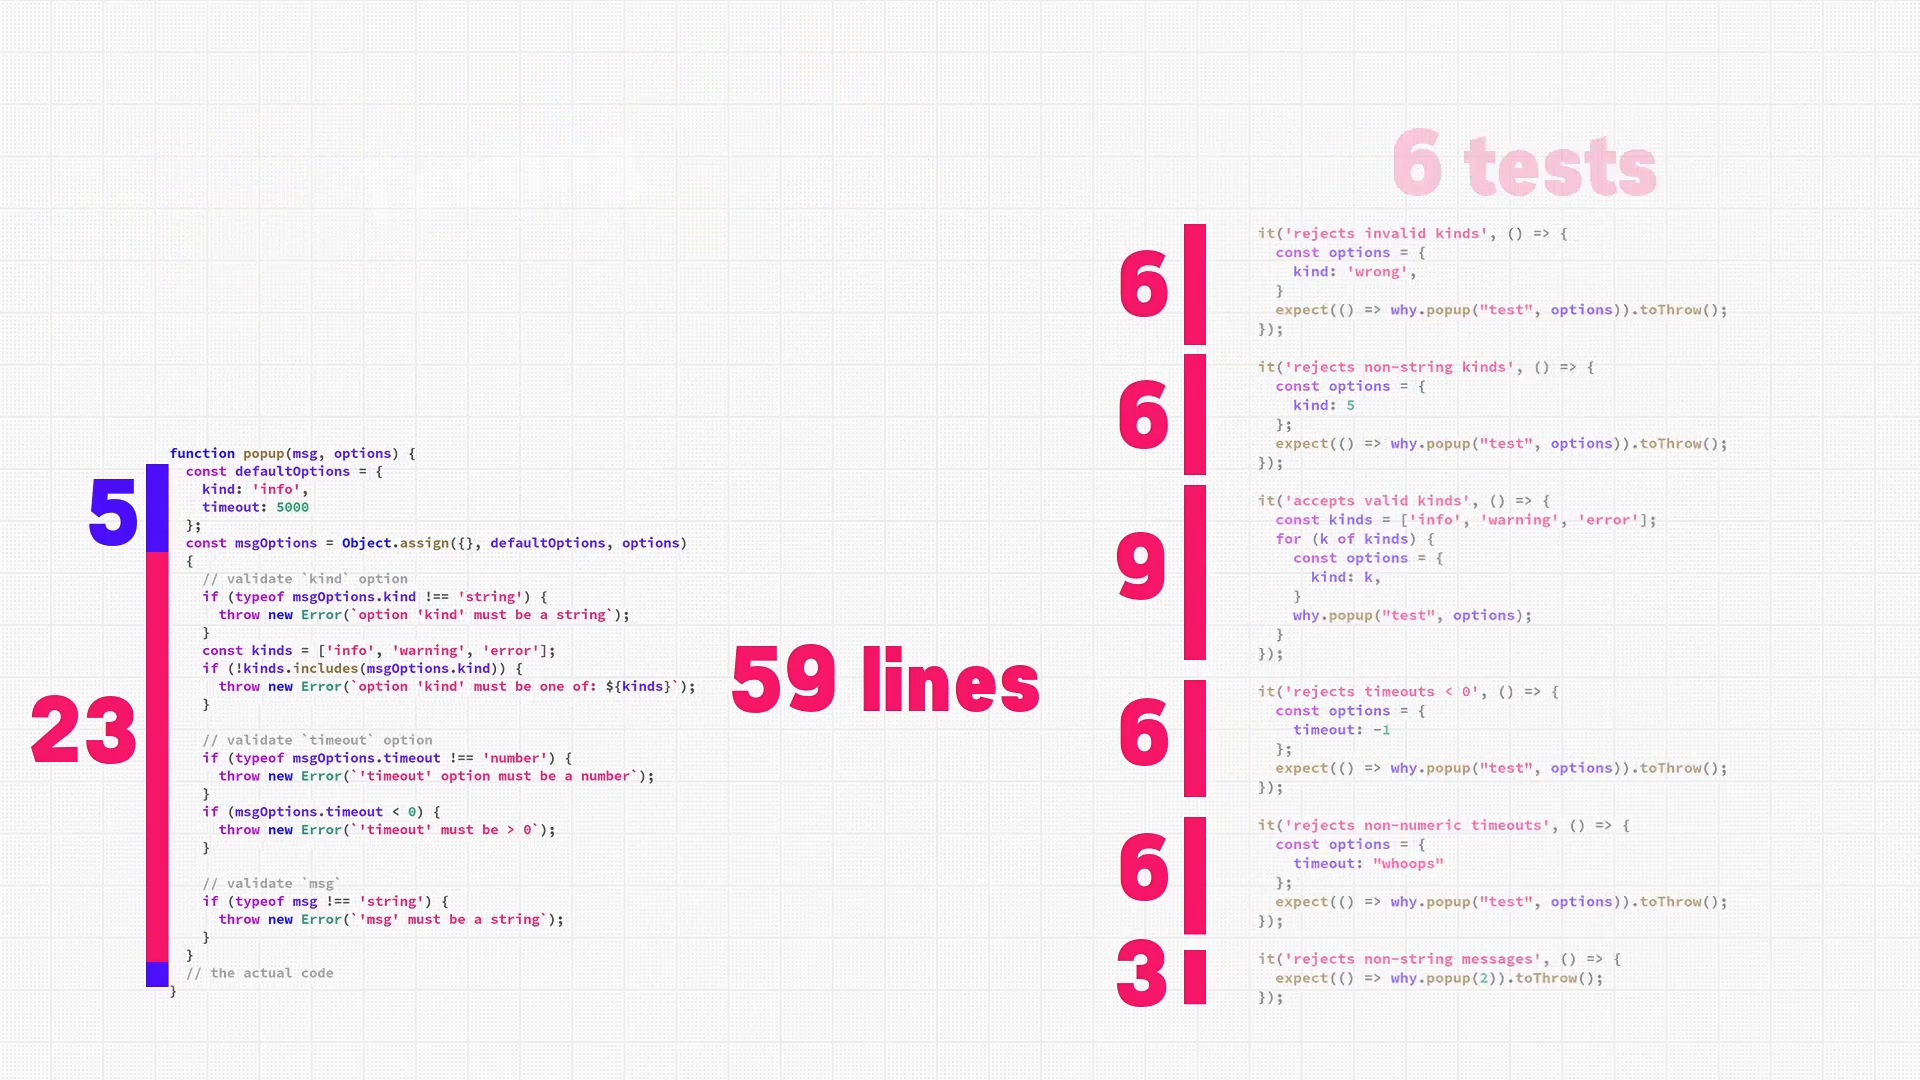 5
23
function popup(msg, options) {
  const defaultOptions = {
    kind: 'info',
    timeout: 5000
  };
  const msgOptions = Object.assign({}, defaultOptions, options)
  {
    // validate `kind` option
    if (typeof msgOptions.kind !== 'string') {
      throw new Error(`option 'kind' must be a string`);
    }
    const kinds = ['info', 'warning', 'error'];
    if (!kinds.includes(msgOptions.kind)) {
      throw new Error(`option 'kind' must be one of: ${kinds}`);
    }

    // validate `timeout` option
    if (typeof msgOptions.timeout !== 'number') {
      throw new Error(`'timeout' option must be a number`);
    }
    if (msgOptions.timeout < 0) {
      throw new Error(`'timeout' must be > 0`);
    }

    // validate `msg`
    if (typeof msg !== 'string') {
      throw new Error(`'msg' must be a string`);
    }
  }
  // the actual code
}
59 lines
6 tests
6
it('rejects invalid kinds', () => {
  const options = {
    kind: 'wrong',
  }
  expect(() => why.popup("test", options)).toThrow();
});
6
it('rejects non-string kinds', () => {
  const options = {
    kind: 5
  };
  expect(() => why.popup("test", options)).toThrow();
});
9
it('accepts valid kinds', () => {
  const kinds = ['info', 'warning', 'error'];
  for (k of kinds) {
    const options = {
      kind: k,
    }
    why.popup("test", options);
  }
});
6
it('rejects timeouts < 0', () => {
  const options = {
    timeout: -1
  };
  expect(() => why.popup("test", options)).toThrow();
});
6
it('rejects non-numeric timeouts', () => {
  const options = {
    timeout: "whoops"
  };
  expect(() => why.popup("test", options)).toThrow();
});
3
it('rejects non-string messages', () => {
  expect(() => why.popup(2)).toThrow();
});